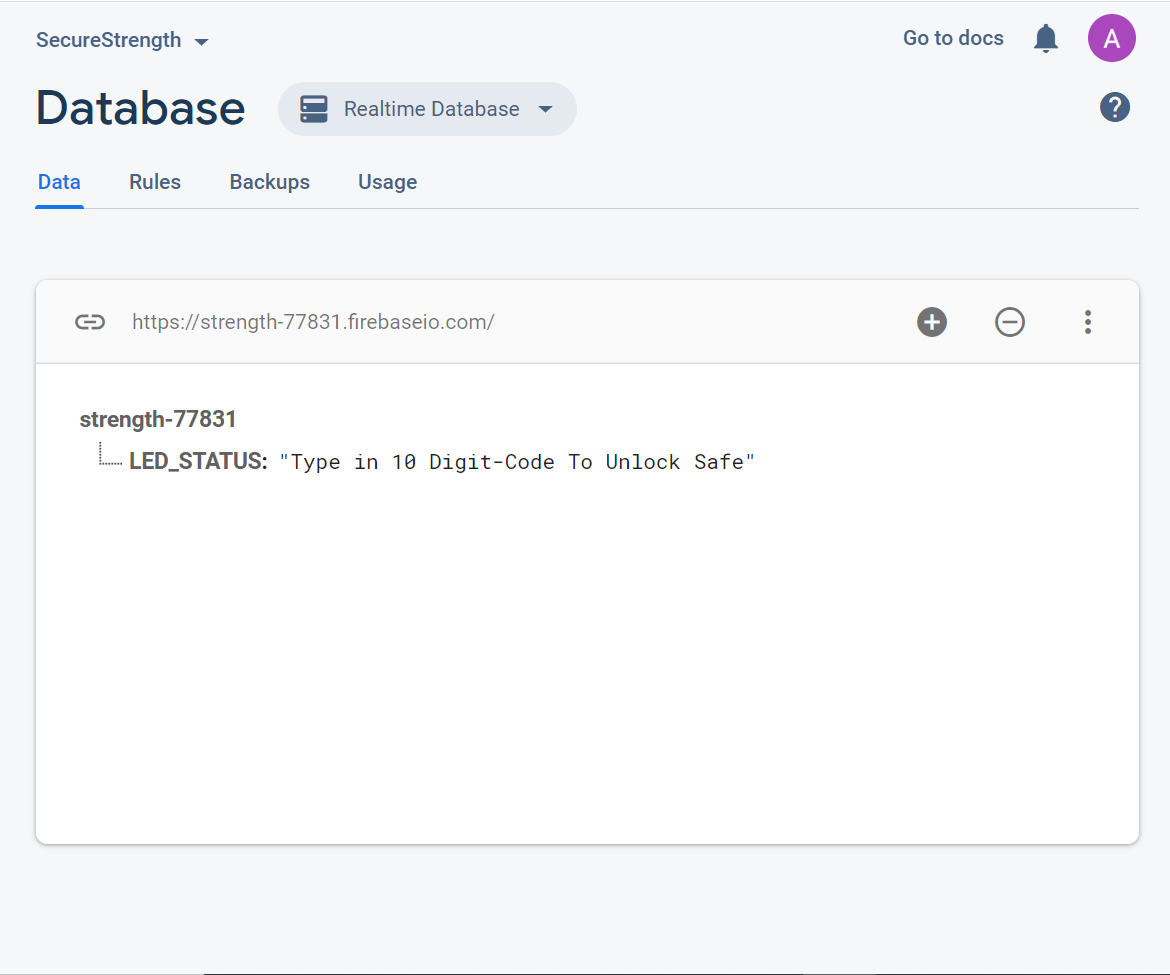 SecureStrength
Go to docs
A
Database
Realtime Database
?
Data Rules Backups Usage
https://strength-77831.firebaseio.com/
strength-77831
LED_STATUS: "Type in 10 Digit-Code To Unlock Safe"